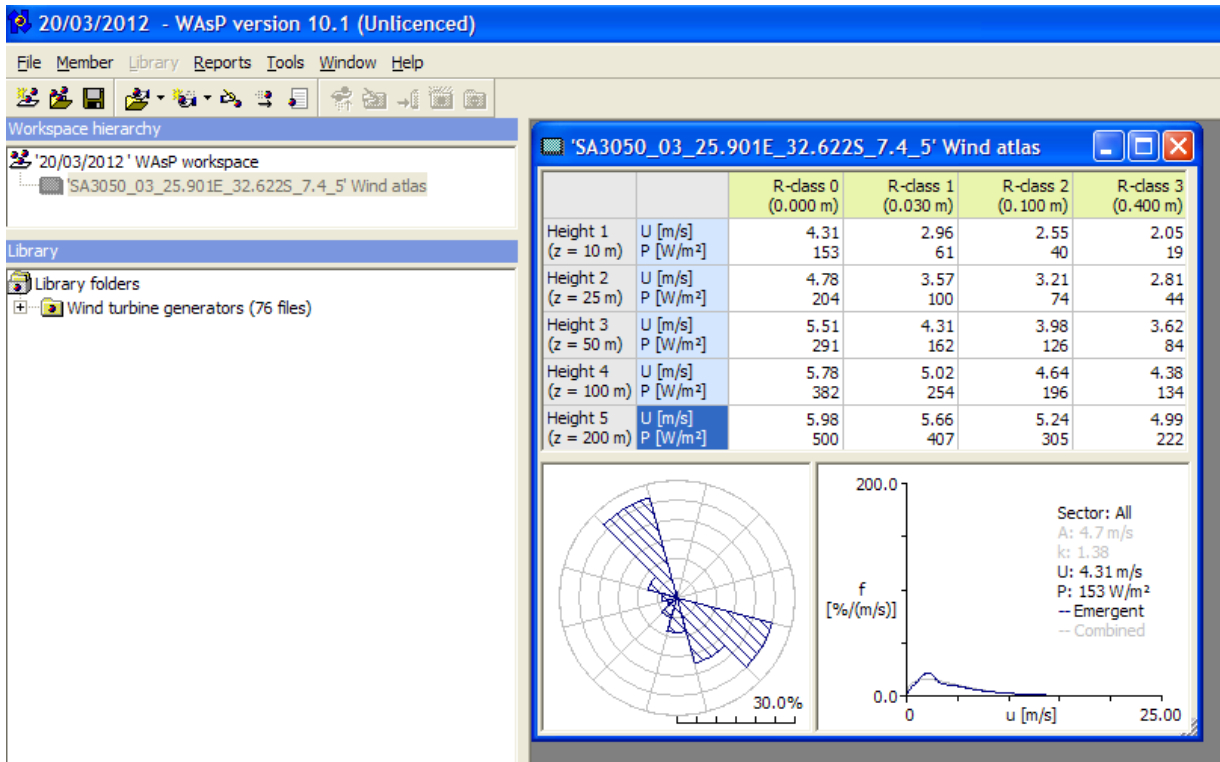 20/03/2012 - WAsP version 10.1 (Unlicenced)
File Member Library Reports Tools Window Help
Workspace hierarchy
'20/03/2012 ' WAsP workspace
'SA3050_03_25.901E_32.622S_7.4_5' Wind atlas
Library
Library folders
Wind turbine generators (76 files)
'SA3050_03_25.901E_32.622S_7.4_5' Wind atlas
R-class 0 R-class 1 R-class 2 R-class 3
(0.000 m) (0.030 m) (0.100 m) (0.400 m)
Height 1 U [m/s] 4.31 2.96 2.55 2.05
(z = 10 m) P [W/m²] 153 61 40 19
Height 2 U [m/s] 4.78 3.57 3.21 2.81
(z = 25 m) P [W/m²] 204 100 74 44
Height 3 U [m/s] 5.51 4.31 3.98 3.62
(z = 50 m) P [W/m²] 291 162 126 84
Height 4 U [m/s] 5.78 5.02 4.64 4.38
(z = 100 m) P [W/m²] 382 254 196 134
Height 5 U [m/s] 5.98 5.66 5.24 4.99
(z = 200 m) P [W/m²] 500 407 305 222
30.0%
200.0
Sector: All
A: 4.7 m/s
k: 1.38
U: 4.31 m/s
P: 153 W/m²
-- Emergent
-- Combined
f
[%/(m/s)]
0.0
0 u [m/s] 25.00